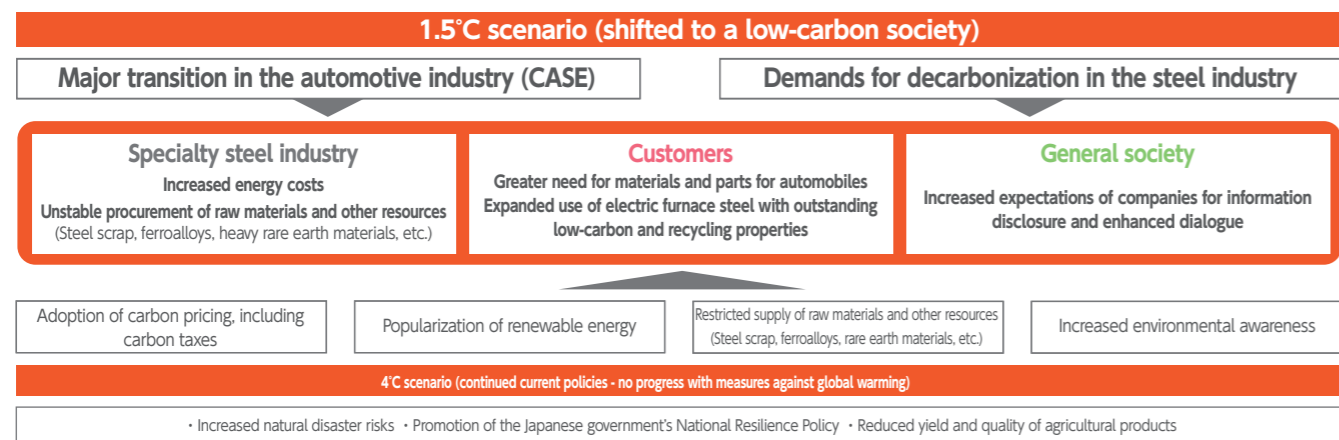 1.5°C scenario (shifted to a low-carbon society)
Major transition in the automotive industry (CASE)
Demands for decarbonization in the steel industry
Specialty steel industry
Increased energy costs
Unstable procurement of raw materials and other resources
(Steel scrap, ferroalloys, heavy rare earth materials, etc.)
Customers
Greater need for materials and parts for automobiles
Expanded use of electric furnace steel with outstanding
low-carbon and recycling properties
General society
Increased expectations of companies for information
disclosure and enhanced dialogue
Adoption of carbon pricing, including
carbon taxes
Popularization of renewable energy
Restricted supply of raw materials and other resources
(Steel scrap, ferroalloys, rare earth materials, etc.)
Increased environmental awareness
4°C scenario (continued current policies - no progress with measures against global warming)
・Increased natural disaster risks ・Promotion of the Japanese government's National Resilience Policy ・Reduced yield and quality of agricultural products